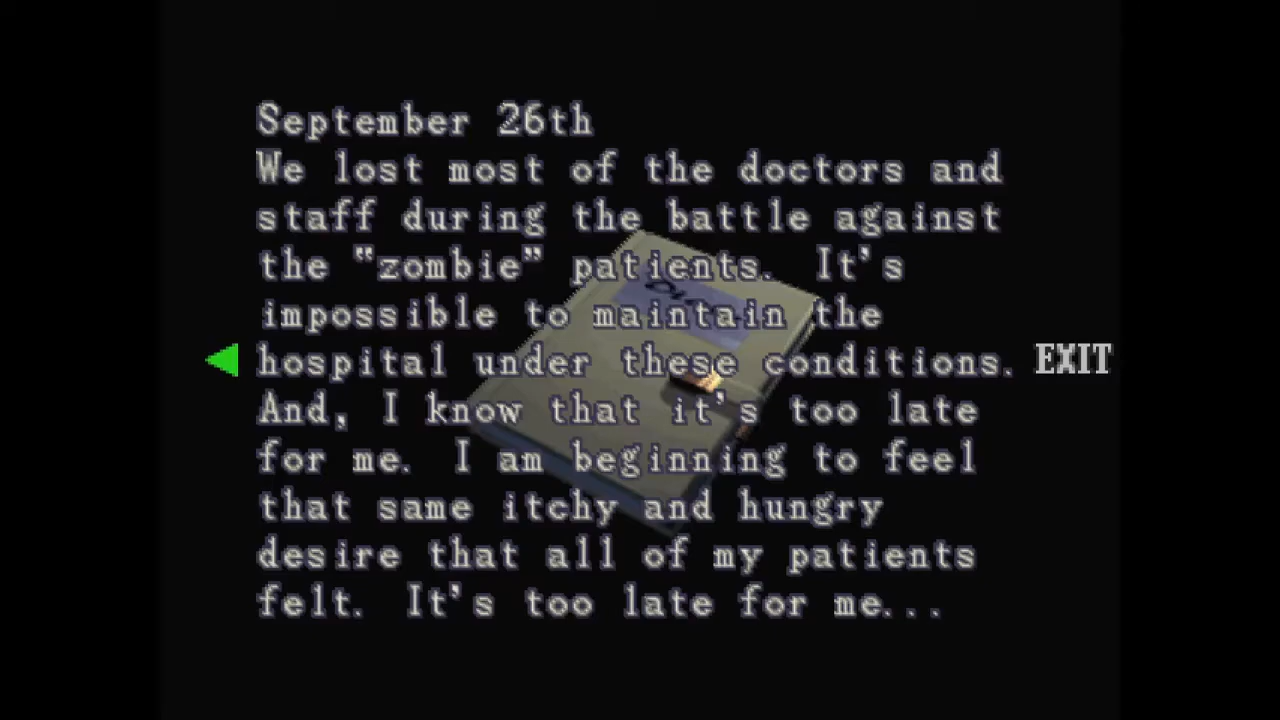 September 26th
We lost most of the doctors and
staff during the battle against
the "zombie" patients.  It's
impossible to maintain the
hospital under these conditions.
EXIT
And, I know that it's too late
for me.  I am beginning to feel
that same itchy and hungry
desire that all of my patients
felt.  It's too late for me...